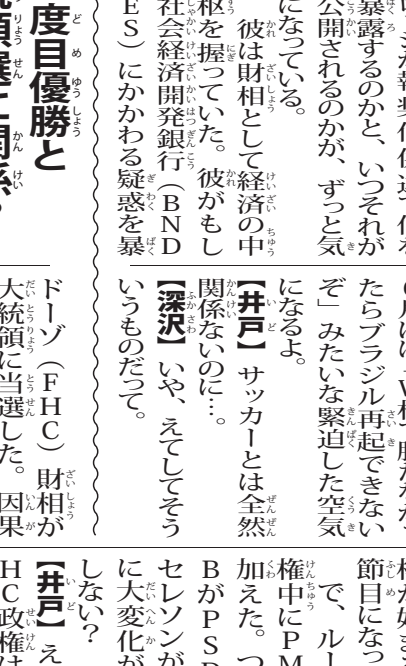 暴露するのかと、いつそれが
公開されるのかが、ずっと気
になっている。
彼は財相として経済の中
枢を握っていた。彼がもし
社会経済開発銀行（BND
ES）にかかわる疑惑を暴
度目優勝と
統領選と関係
たらブラジル再起できない
ぞ」みたいな緊迫した空気
になるよ。
【井戸】サッカーとは全然
関係ないのに…。
【深沢】いや、えてしてそう
いうものだって。
ドーゾ（FHC）財相が
大統領に当選した。因果
節目になっ
で、ルー
権中にPM
加えた。つ
BがPS
セレソンが
に大変化が
しない？
【井戸】え
HC政権は